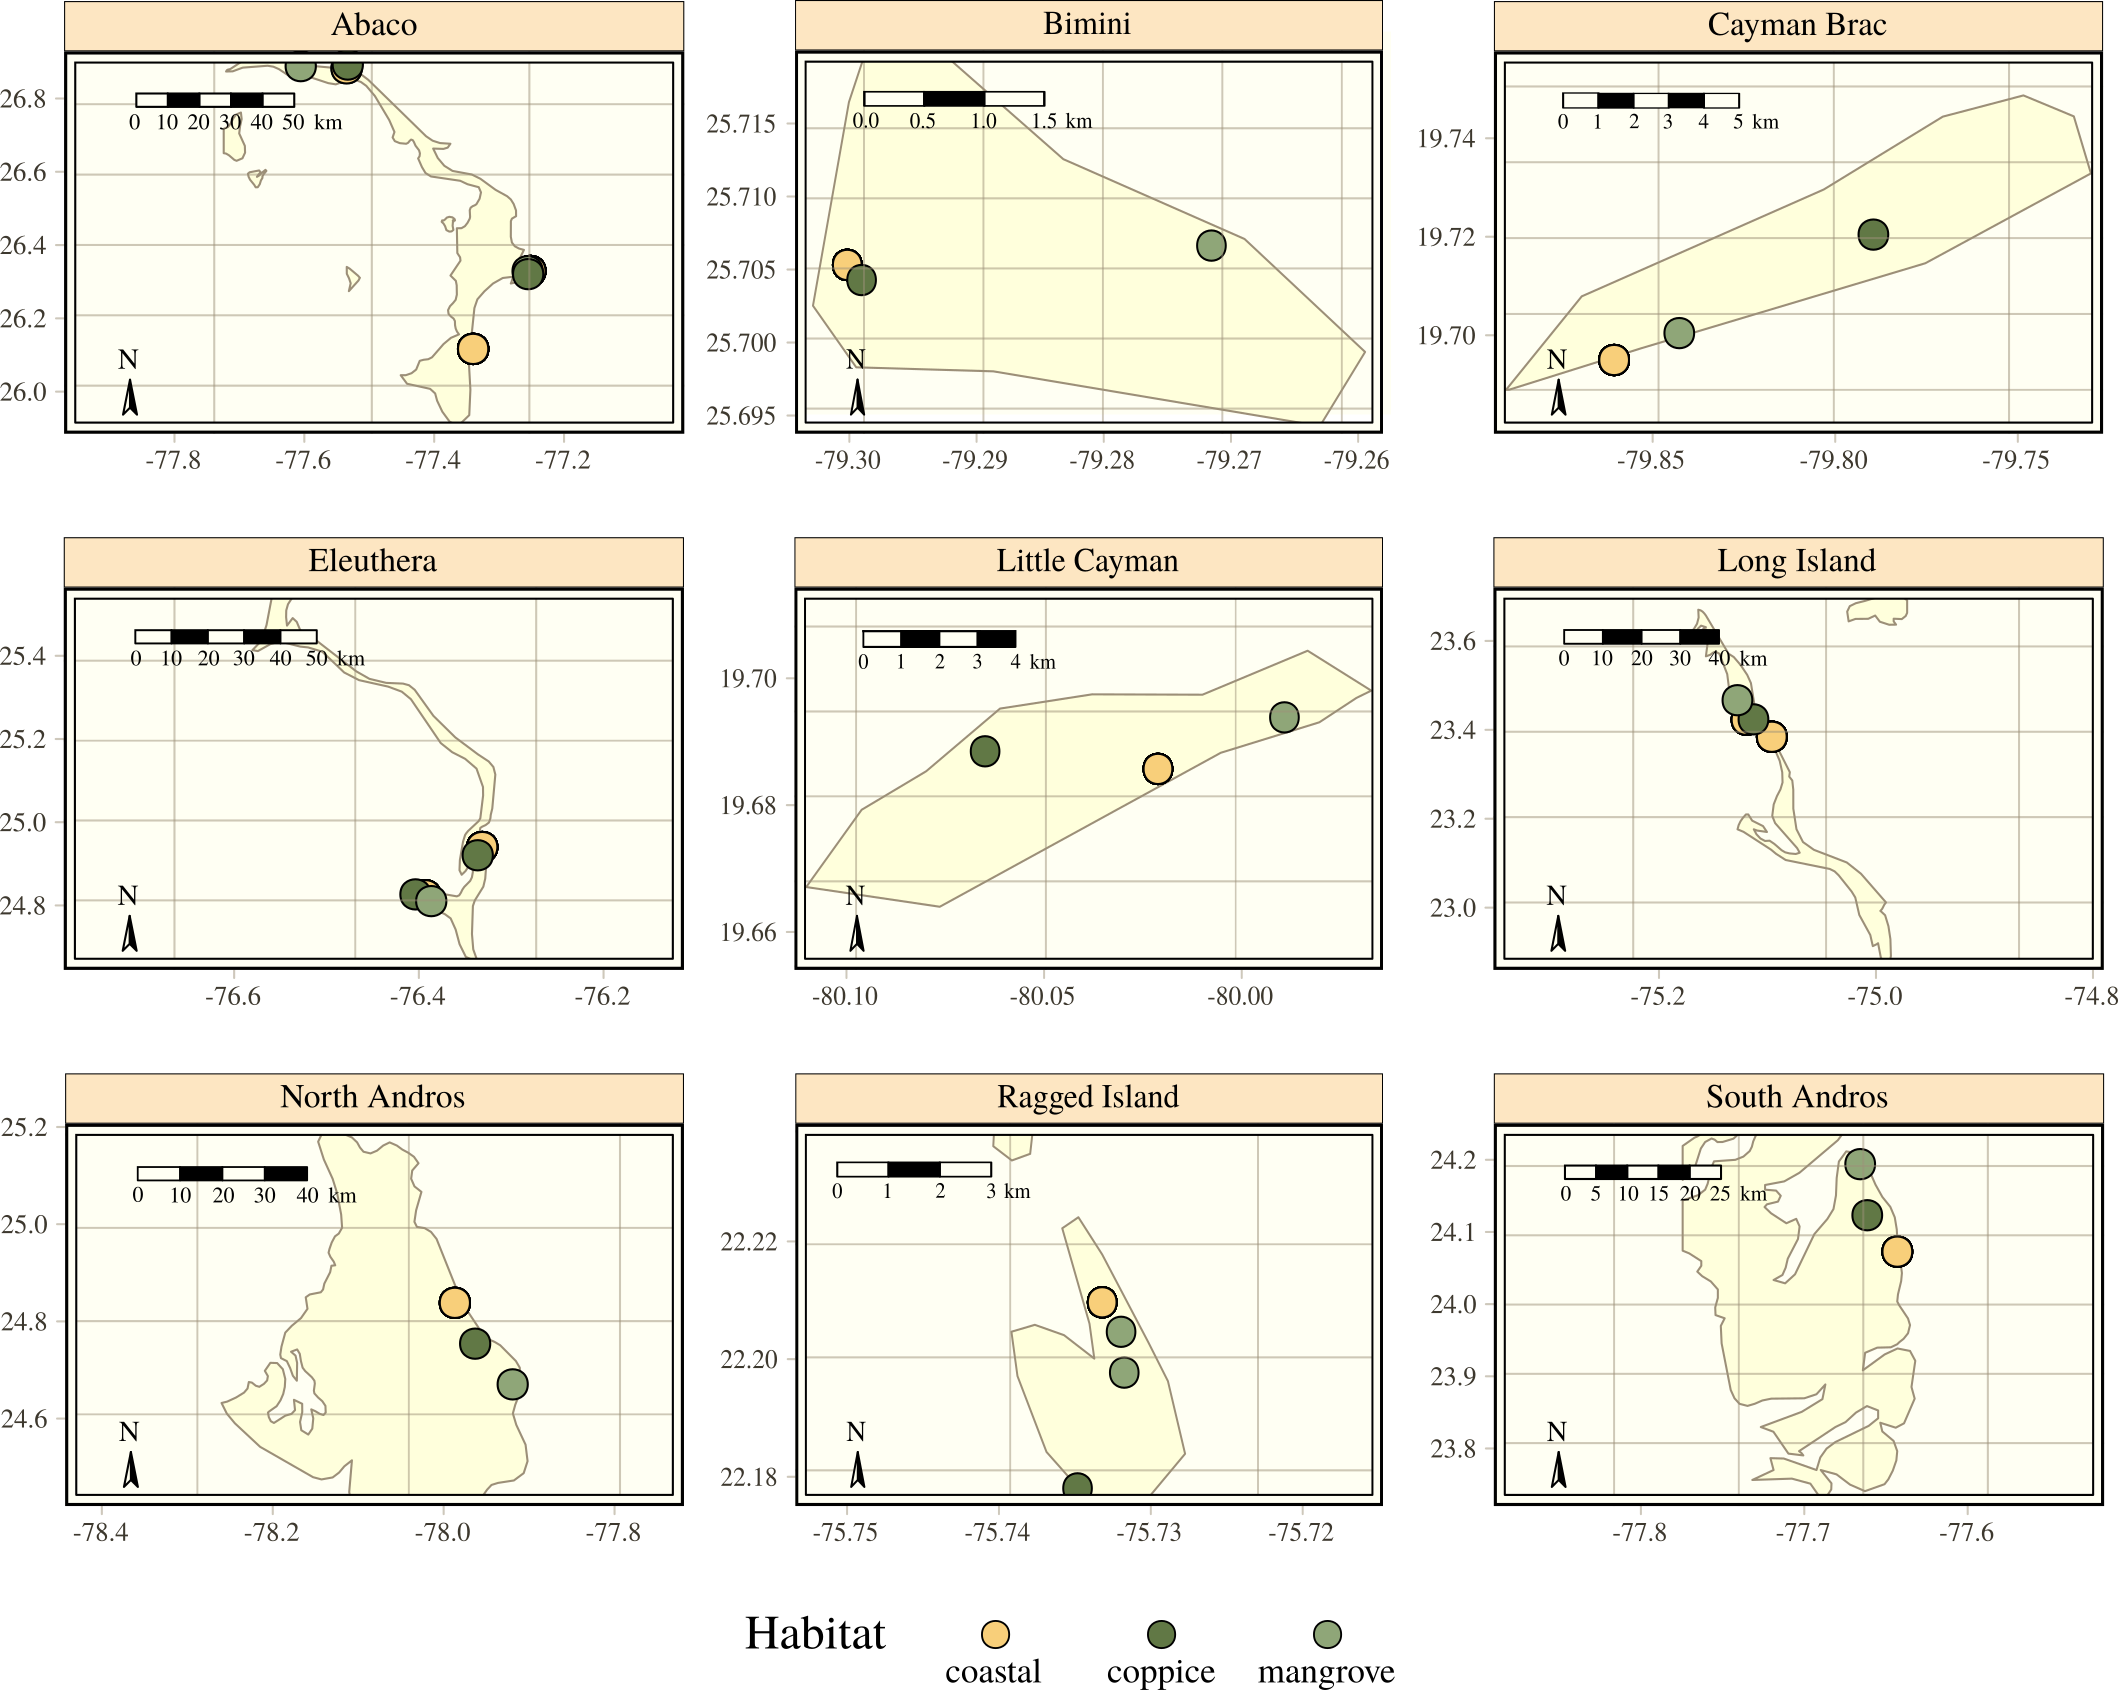 Abaco
26.8
26.6
26.4
26.2
26.0
0 10 20 30 40 50 km
N
-77.8 -77.6 -77.4 -77.2
Bimini
25.715
25.710
25.705
25.700
25.695
0.0 0.5 1.0 1.5 km
N
-79.30 -79.29 -79.28 -79.27 -79.26
Cayman Brac
19.74
19.72
19.70
0 1 2 3 4 5 km
N
-79.85 -79.80 -79.75
Eleuthera
25.4
25.2
25.0
24.8
0 10 20 30 40 50 km
N
-76.6 -76.4 -76.2
Little Cayman
19.70
19.68
19.66
0 1 2 3 4 km
N
-80.10 -80.05 -80.00
Long Island
23.6
23.4
23.2
23.0
0 10 20 30 40 km
N
-75.2 -75.0 -74.8
North Andros
25.2
25.0
24.8
24.6
0 10 20 30 40 km
N
-78.4 -78.2 -78.0 -77.8
Ragged Island
22.22
22.20
22.18
0 1 2 3 km
N
-75.75 -75.74 -75.73 -75.72
South Andros
24.2
24.1
24.0
23.9
23.8
0 5 10 15 20 25 km
N
-77.8 -77.7 -77.6
Habitat
coastal coppice mangrove